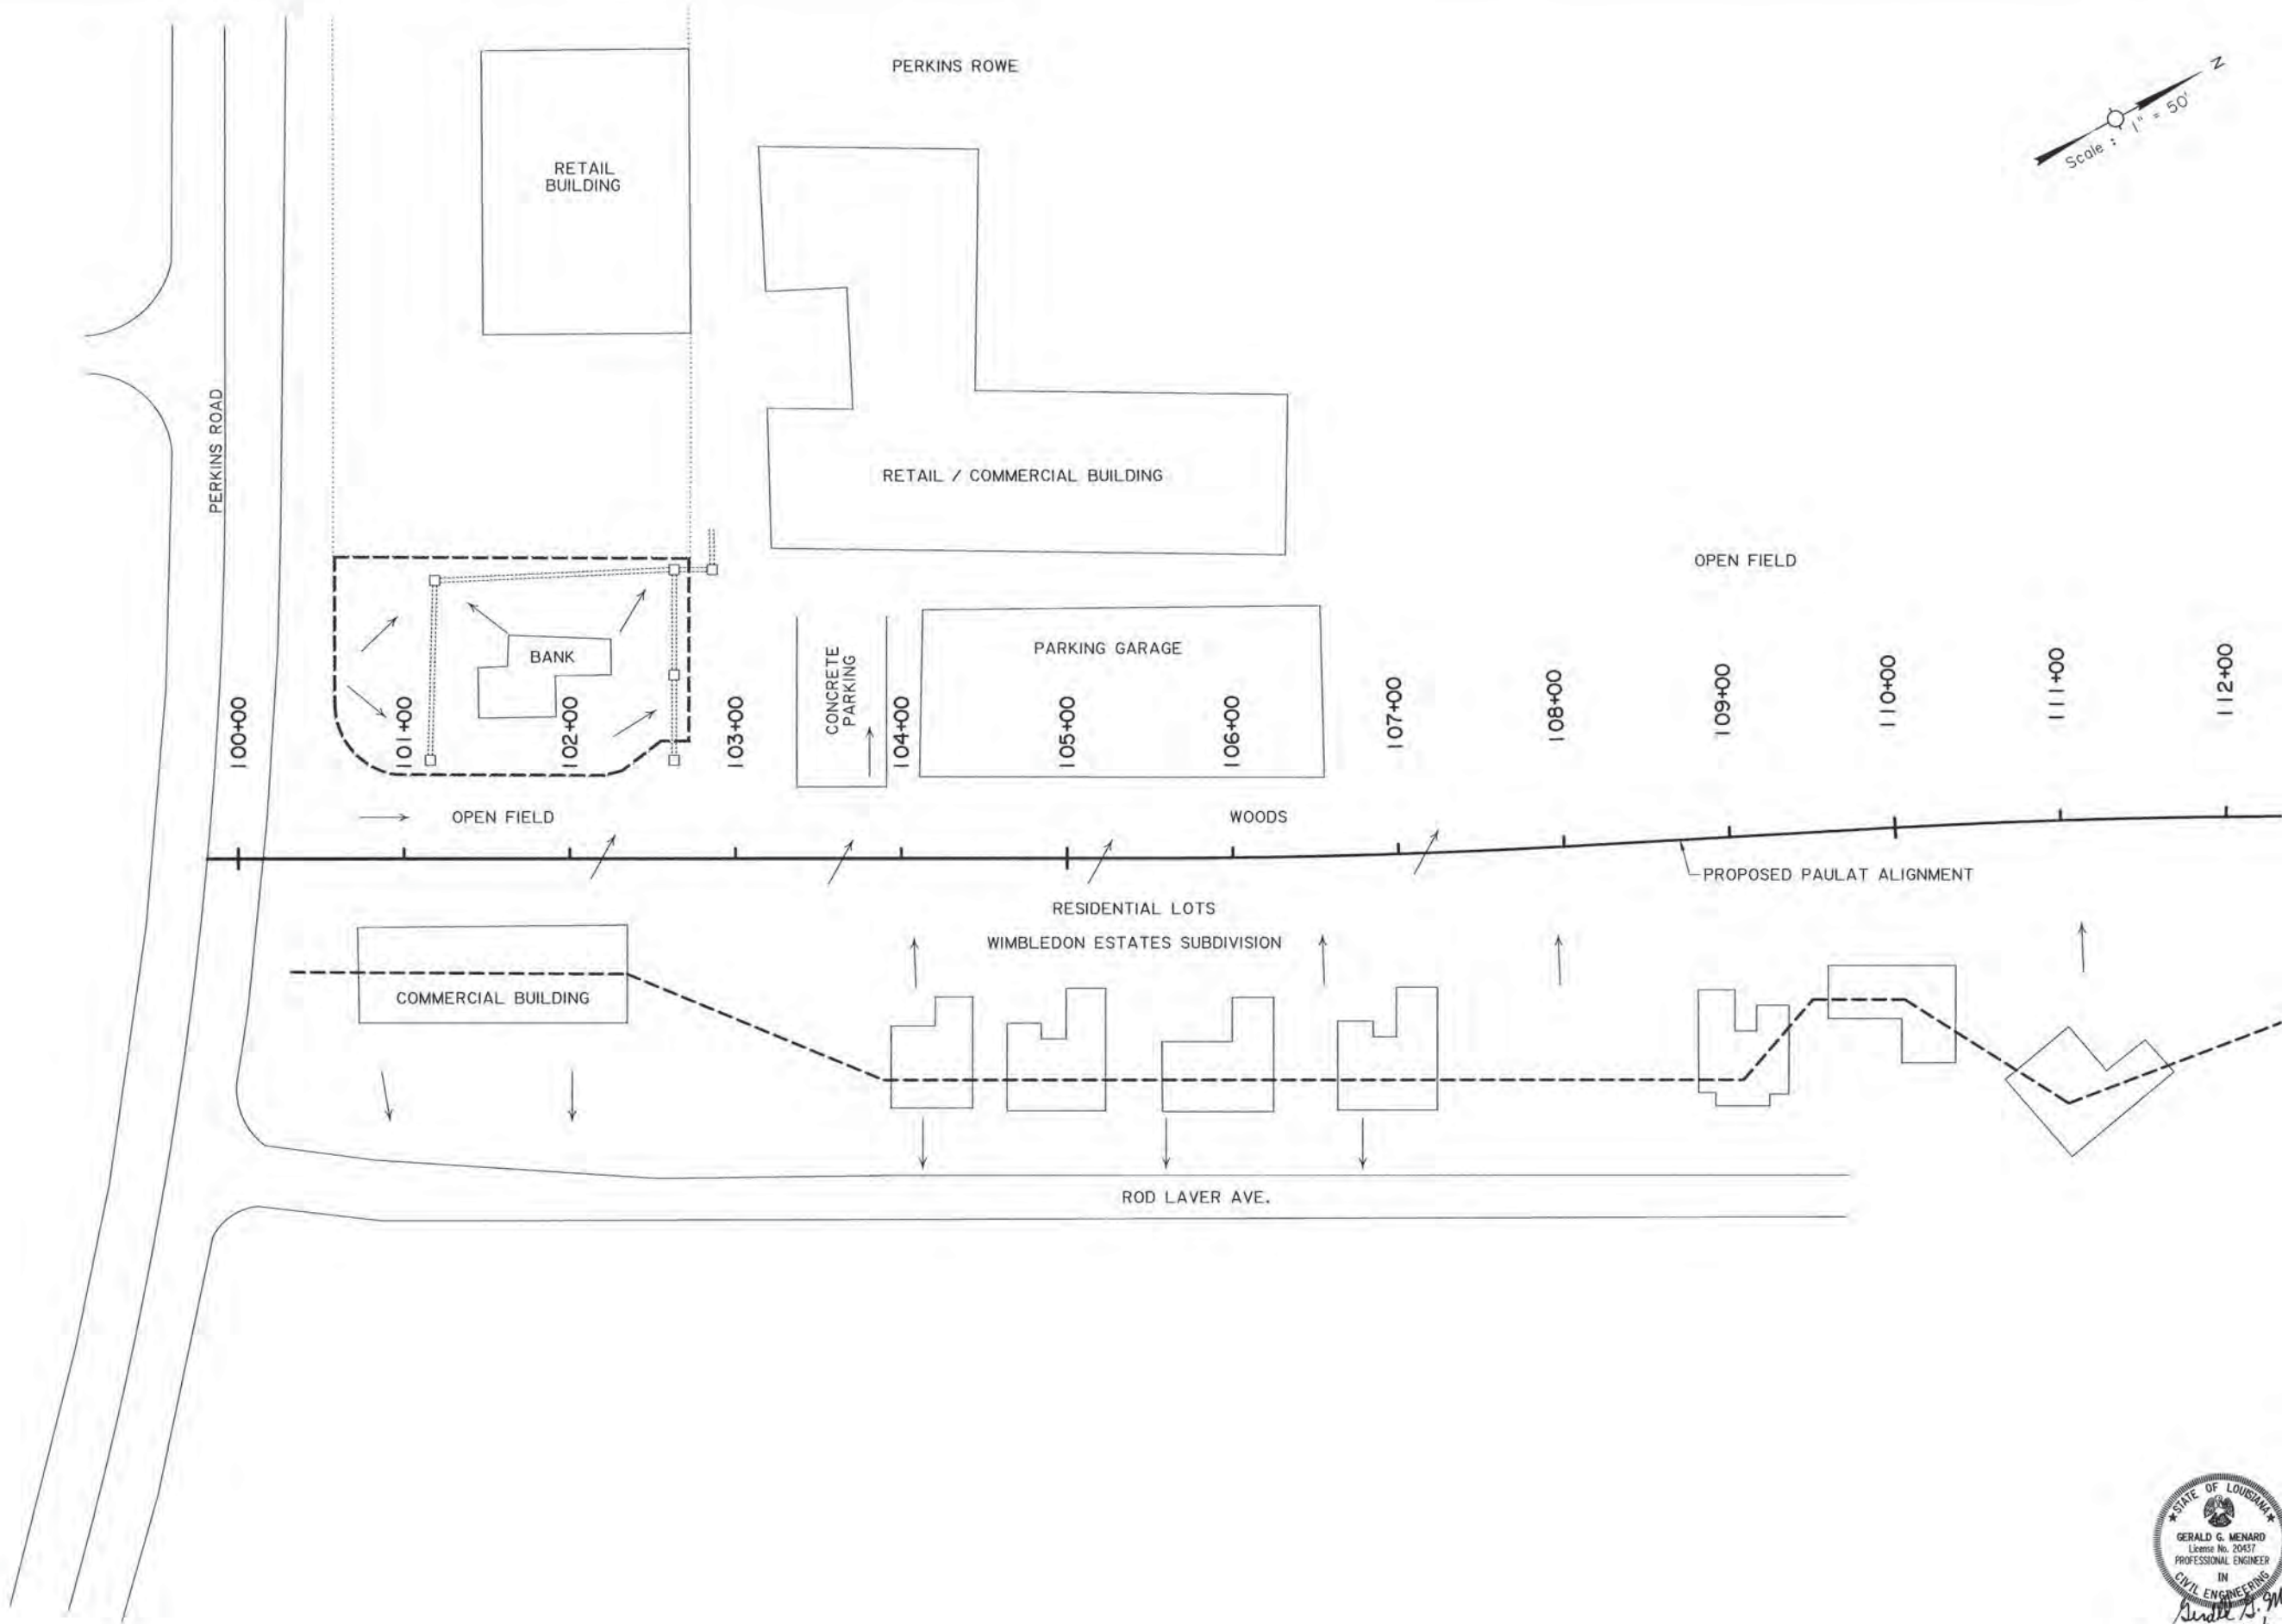 PERKINS ROWE
N
Scale : 1" = 50'
RETAIL
BUILDING
PERKINS ROAD
RETAIL / COMMERCIAL BUILDING
OPEN FIELD
BANK
CONCRETE
PARKING
PARKING GARAGE
100+00
101+00
102+00
103+00
104+00
105+00
106+00
107+00
108+00
109+00
110+00
111+00
112+00
OPEN FIELD
WOODS
PROPOSED PAULAT ALIGNMENT
RESIDENTIAL LOTS
WIMBLEDON ESTATES SUBDIVISION
COMMERCIAL BUILDING
ROD LAVER AVE.
STATE OF LOUISIANA
GERALD G. MENARD
License No. 20437
PROFESSIONAL ENGINEER
IN
CIVIL ENGINEERING